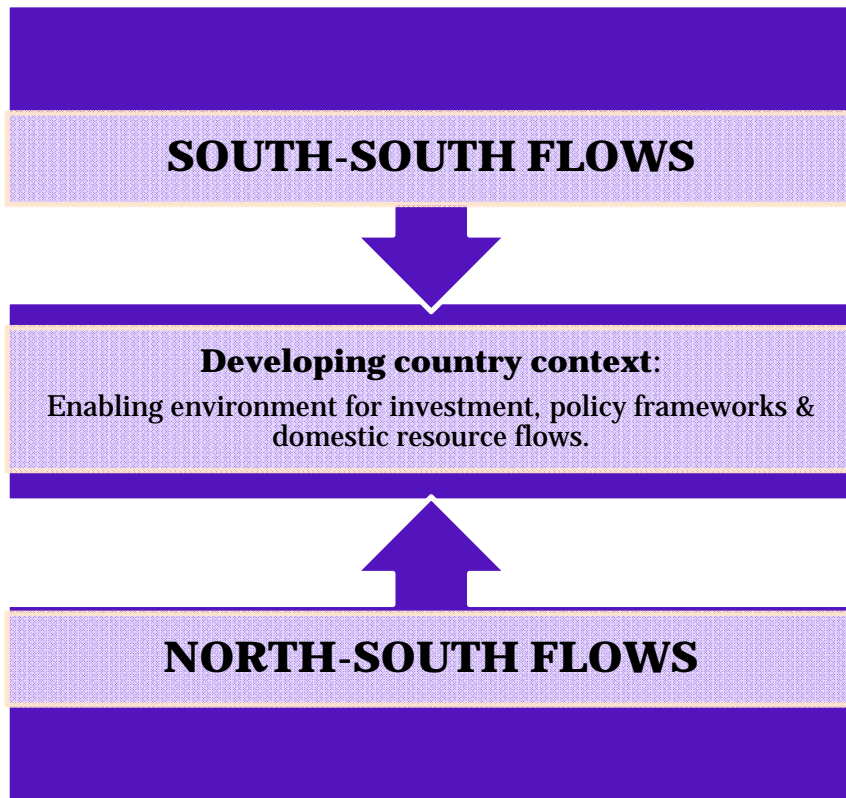 SOUTH-SOUTH FLOWS
Developing country context:
Enabling environment for investment, policy frameworks &
domestic resource flows.
NORTH-SOUTH FLOWS